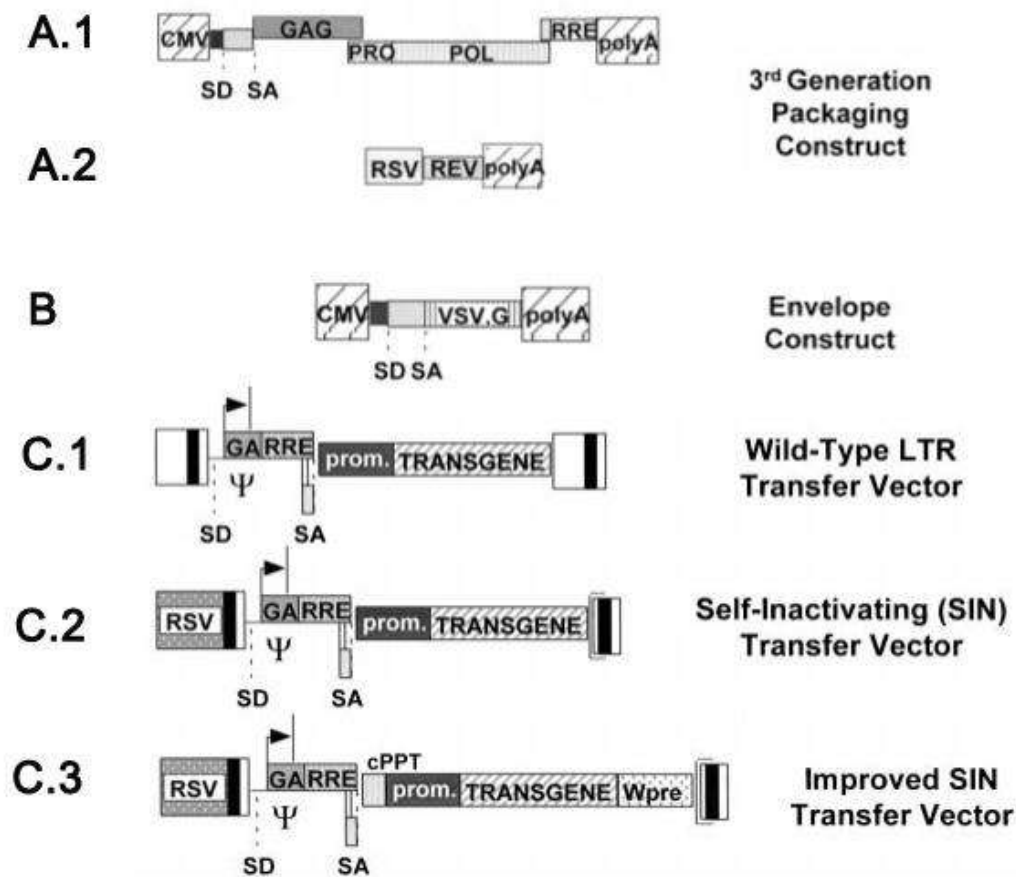 A.1
CMV
GAG
PRO
POL
RRE
polyA
SD
SA
3rd Generation
Packaging
Construct
A.2
RSV
REV
polyA
B
CMV
VSV.G
polyA
SD
SA
Envelope
Construct
C.1
GA
RRE
prom.
TRANSGENE
Ψ
SD
SA
Wild-Type LTR
Transfer Vector
C.2
RSV
GA
RRE
prom.
TRANSGENE
Ψ
SD
SA
Self-Inactivating (SIN)
Transfer Vector
C.3
RSV
GA
RRE
cPPT
prom.
TRANSGENE
Wpre
Ψ
SD
SA
Improved SIN
Transfer Vector